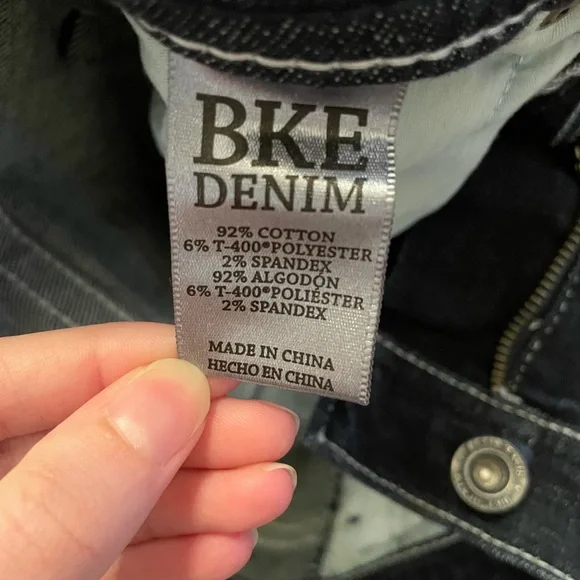 BKE
DENIM
92% COTTON
6% T-400®POLYESTER
2% SPANDEX
92% ALGODÓN
6% T-400®POLIÉSTER
2% SPANDEX
MADE IN CHINA
HECHO EN CHINA